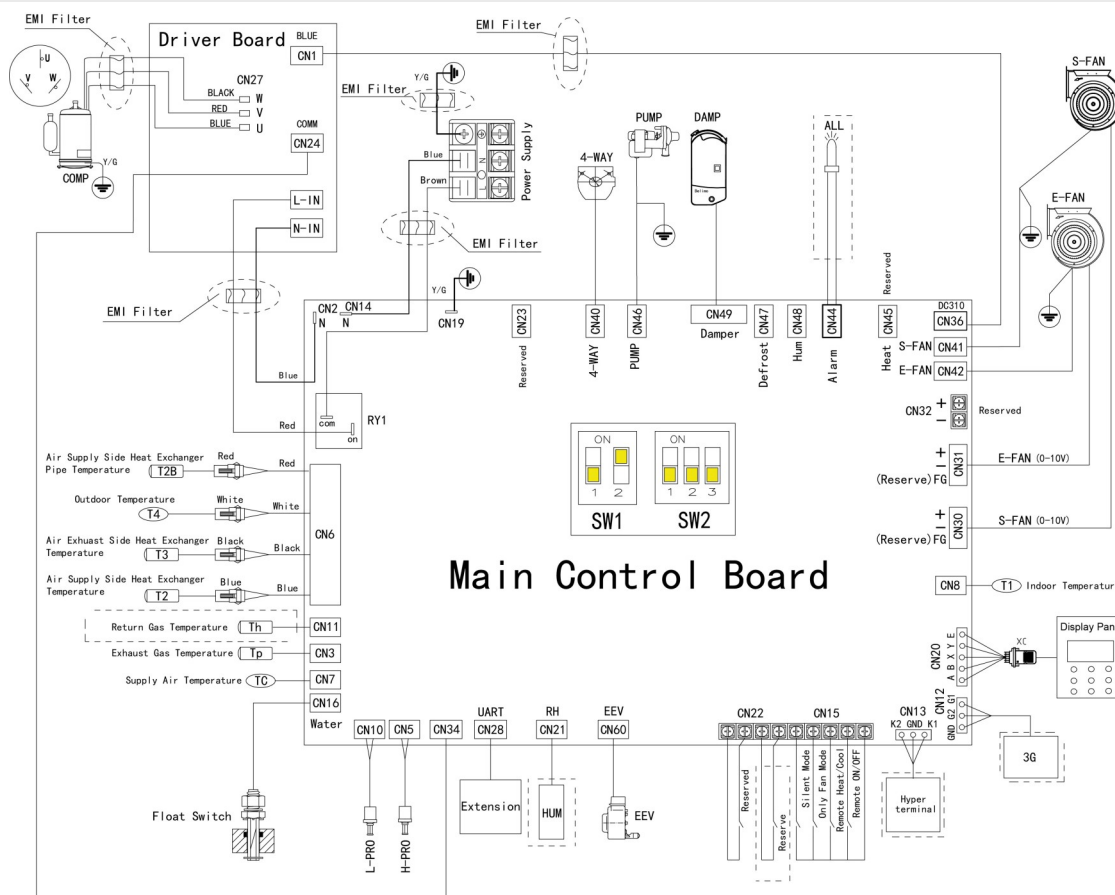 EMI Filter
Driver Board
BLUE
CN1
EMI Filter
U
V
W
CN27
BLACK
W
RED
V
BLUE
U
COMM
CN24
Y/G
COMP
L-IN
N-IN
EMI Filter
Y/G
EMI Filter
Blue
Brown
N
L
Power Supply
EMI Filter
4-WAY
PUMP
DAMP
Belimo
ALL
S-FAN
E-FAN
CN2
N
CN14
N
Y/G
CN19
CN23
Reserved
CN40
4-WAY
CN46
PUMP
CN49
Damper
CN47
Defrost
CN48
Hum
CN44
Alarm
Reserved
CN45
Heat
DC310
CN36
S-FAN
CN41
E-FAN
CN42
Blue
Red
com
on
RY1
CN32
+
−
Reserved
+
−
(Reserve)FG
CN31
E-FAN (0-10V)
+
−
(Reserve)FG
CN30
S-FAN (0-10V)
ON
1 2
SW1
ON
1 2 3
SW2
Main Control Board
Air Supply Side Heat Exchanger
Pipe Temperature
T2B
Red
Red
Outdoor Temperature
T4
White
White
Air Exhuast Side Heat Exchanger
Temperature
T3
Black
Black
Air Supply Side Heat Exchanger
Temperature
T2
Blue
Blue
CN6
Return Gas Temperature
Th
CN11
Exhaust Gas Temperature
Tp
CN3
Supply Air Temperature
TC
CN7
CN16
Water
CN8
T1
Indoor Temperatur
CN20
A B X Y E
XC
Display Pan
CN12
GND G2 G1
3G
CN10
CN5
CN34
UART
CN28
RH
CN21
EEV
CN60
CN22
CN15
CN13
K2 GND K1
Float Switch
L-PRO
H-PRO
Extension
HUM
EEV
Reserved
Reserve
Silent Mode
Only Fan Mode
Remote Heat/Cool
Remote ON/OFF
Hyper
terminal